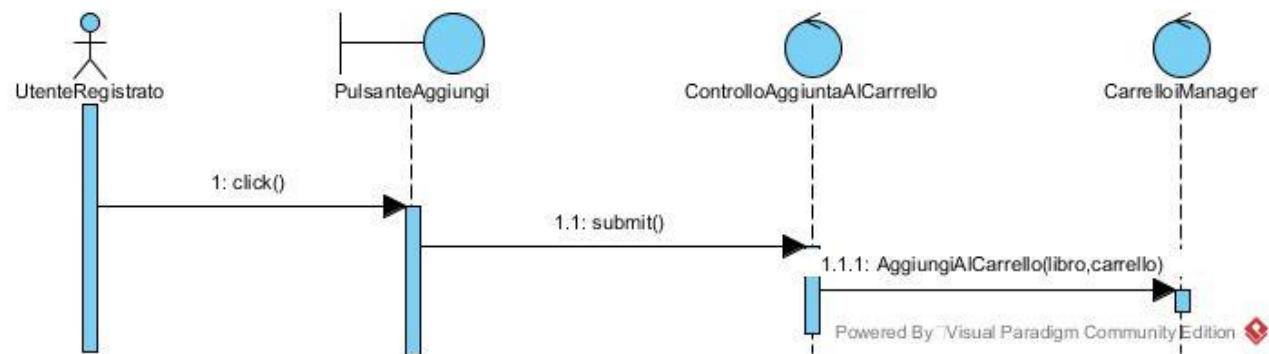 UtenteRegistrato
PulsanteAggiungi
ControlloAggiuntaAlCarrrello
CarrelloiManager
1: click()
1.1: submit()
1.1.1: AggiungiAlCarrello(libro,carrello)
Powered By Visual Paradigm Community Edition